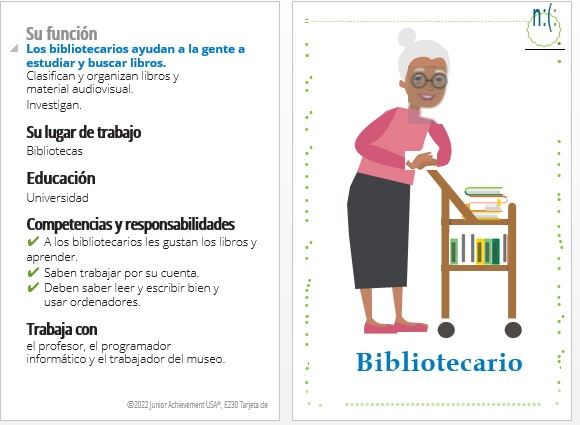 Su función
Los bibliotecarios ayudan a la gente a
estudiar y buscar libros.
Clasifican y organizan libros y
material audiovisual.
Investigan.
Su lugar de trabajo
Bibliotecas
Educación
Universidad
Competencias y responsabilidades
✔ A los bibliotecarios les gustan los libros y
aprender.
✔ Saben trabajar por su cuenta.
✔ Deben saber leer y escribir bien y
usar ordenadores.
Trabaja con
el profesor, el programador
informático y el trabajador del museo.
©2022 Junior Achievement USA®, E230 Tarjeta de
n:(
Bibliotecario